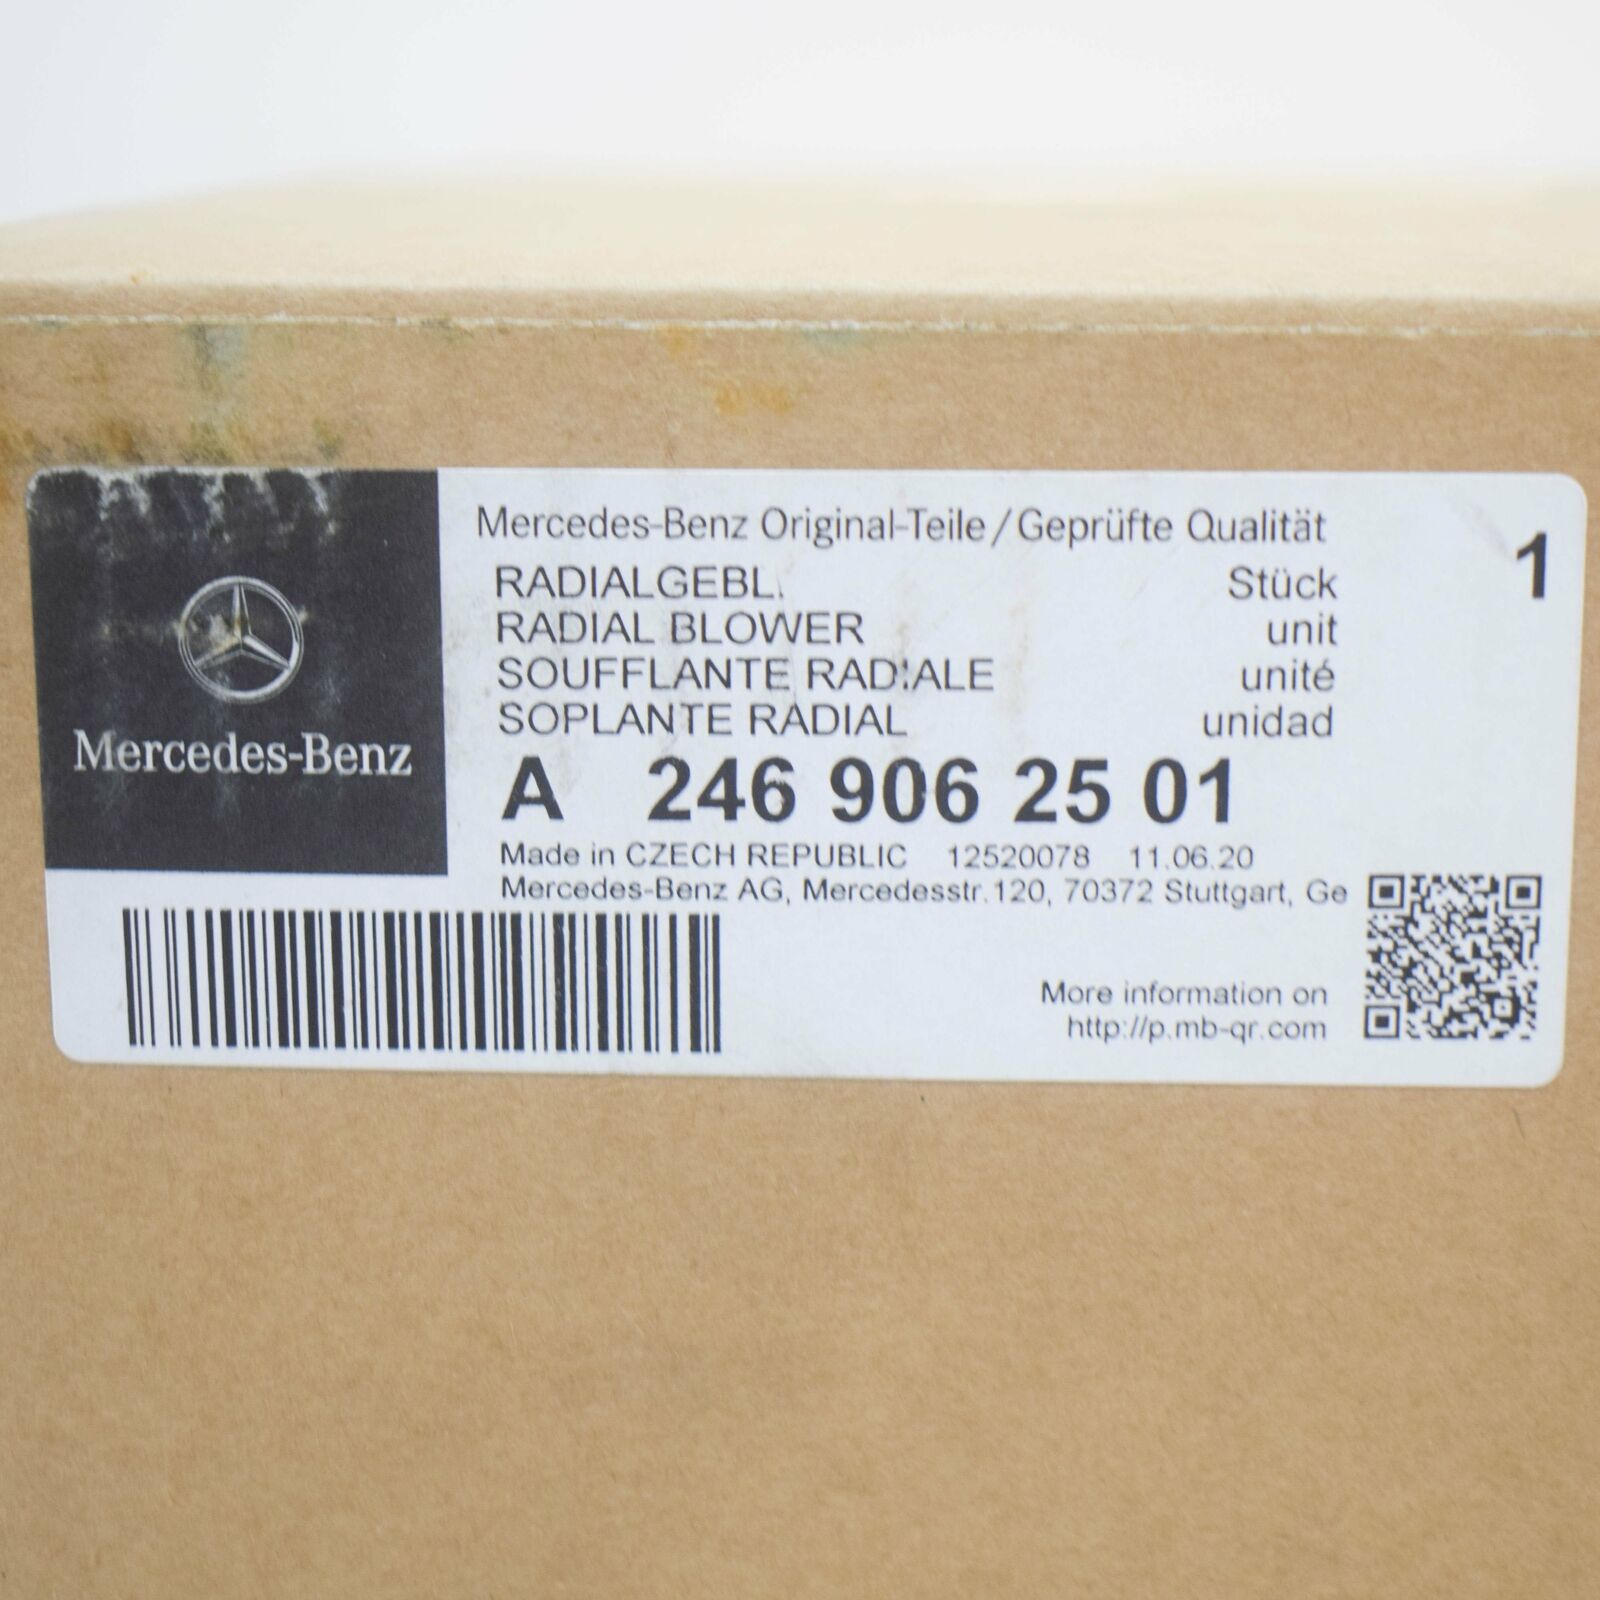 Mercedes-Benz Original-Teile/Geprüfte Qualität
1
RADIALGEBL. Stück
RADIAL BLOWER unit
SOUFFLANTE RADIALE unité
SOPLANTE RADIAL unidad
Mercedes-Benz
A 246 906 25 01
Made in CZECH REPUBLIC 12520078 11.06.20
Mercedes-Benz AG, Mercedesstr.120, 70372 Stuttgart, Ge
More information on
http://p.mb-qr.com